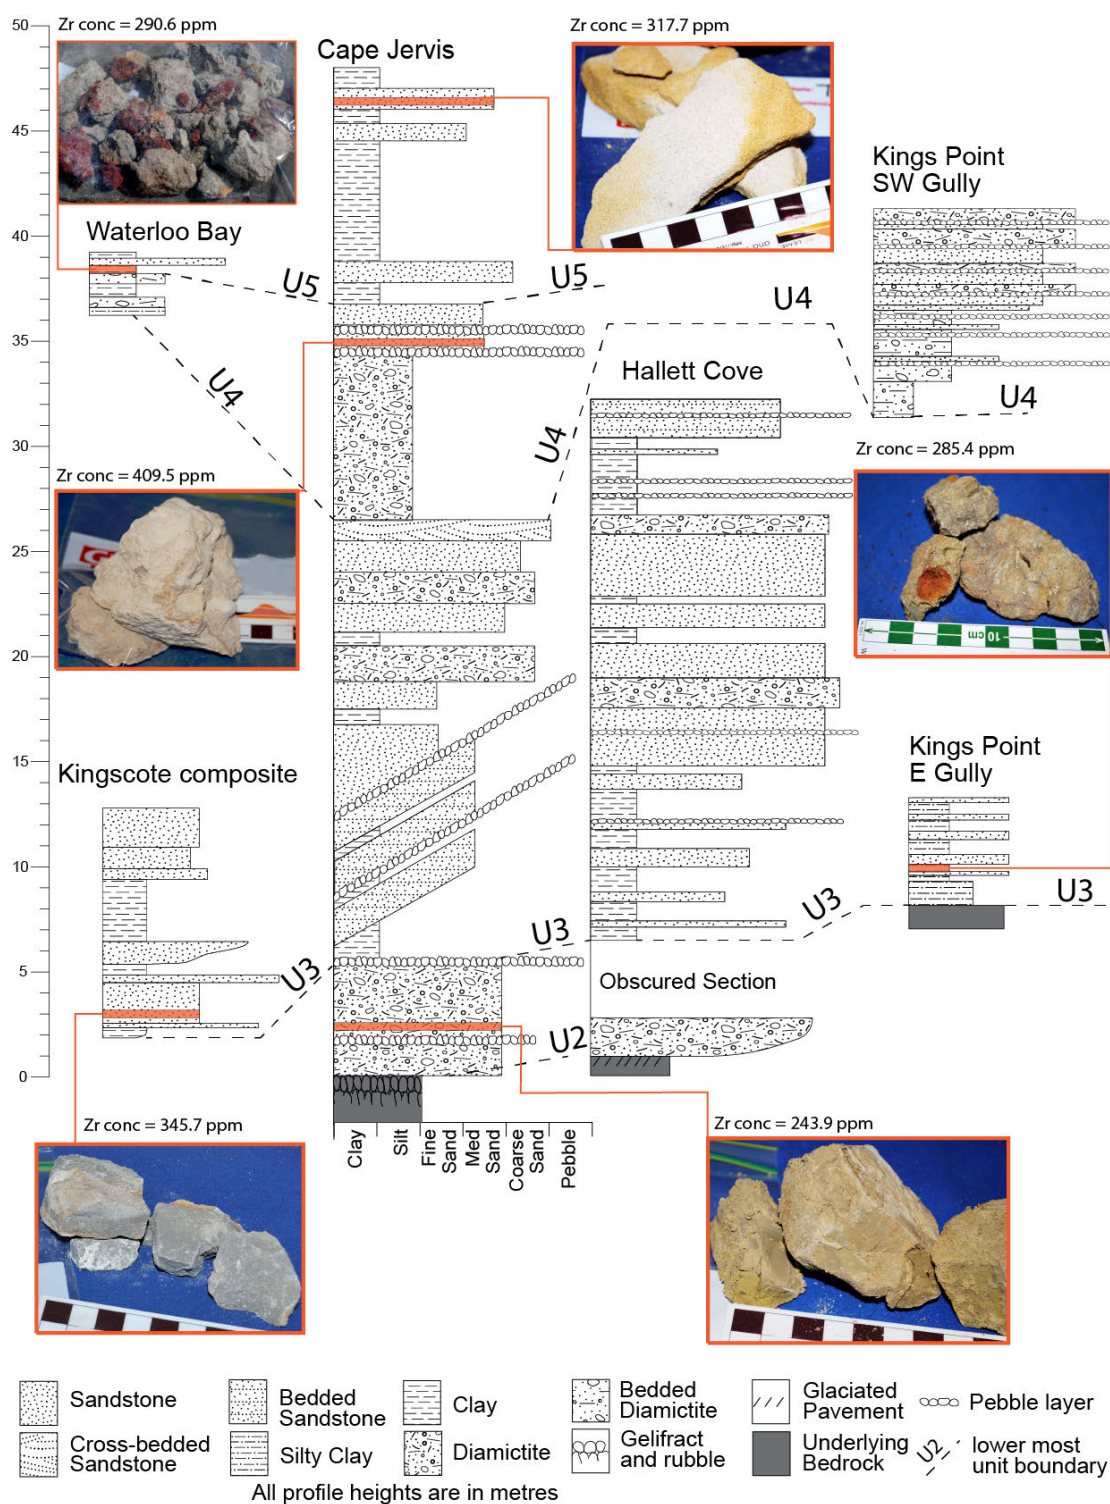 50
45
40
35
30
25
20
15
10
5
0
Zr conc = 290.6 ppm
Cape Jervis
Zr conc = 317.7 ppm
Kings Point
SW Gully
Waterloo Bay
U5
U5
U4
U4
U4
U4
Hallett Cove
Zr conc = 409.5 ppm
Zr conc = 285.4 ppm
10 cm
Kingscote composite
Kings Point
E Gully
U3
U3
U3
U3
Obscured Section
U2
Zr conc = 345.7 ppm
Zr conc = 243.9 ppm
Clay
Silt
Fine
Sand
Med
Sand
Coarse
Sand
Pebble
Sandstone
Bedded
Sandstone
Clay
Bedded
Diamictite
Glaciated
Pavement
Pebble layer
Cross-bedded
Sandstone
Silty Clay
Diamictite
Gelifract
and rubble
Underlying
Bedrock
U2
lower most
unit boundary
All profile heights are in metres